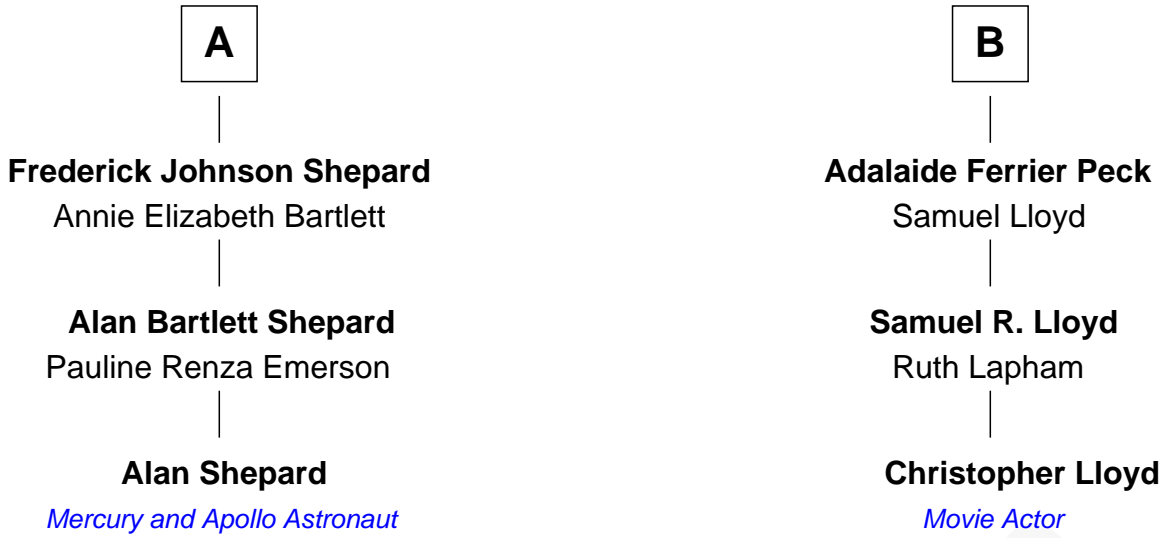 A
Frederick Johnson Shepard
Annie Elizabeth Bartlett
Alan Bartlett Shepard
Pauline Renza Emerson
Alan Shepard
Mercury and Apollo Astronaut
B
Adalaide Ferrier Peck
Samuel Lloyd
Samuel R. Lloyd
Ruth Lapham
Christopher Lloyd
Movie Actor